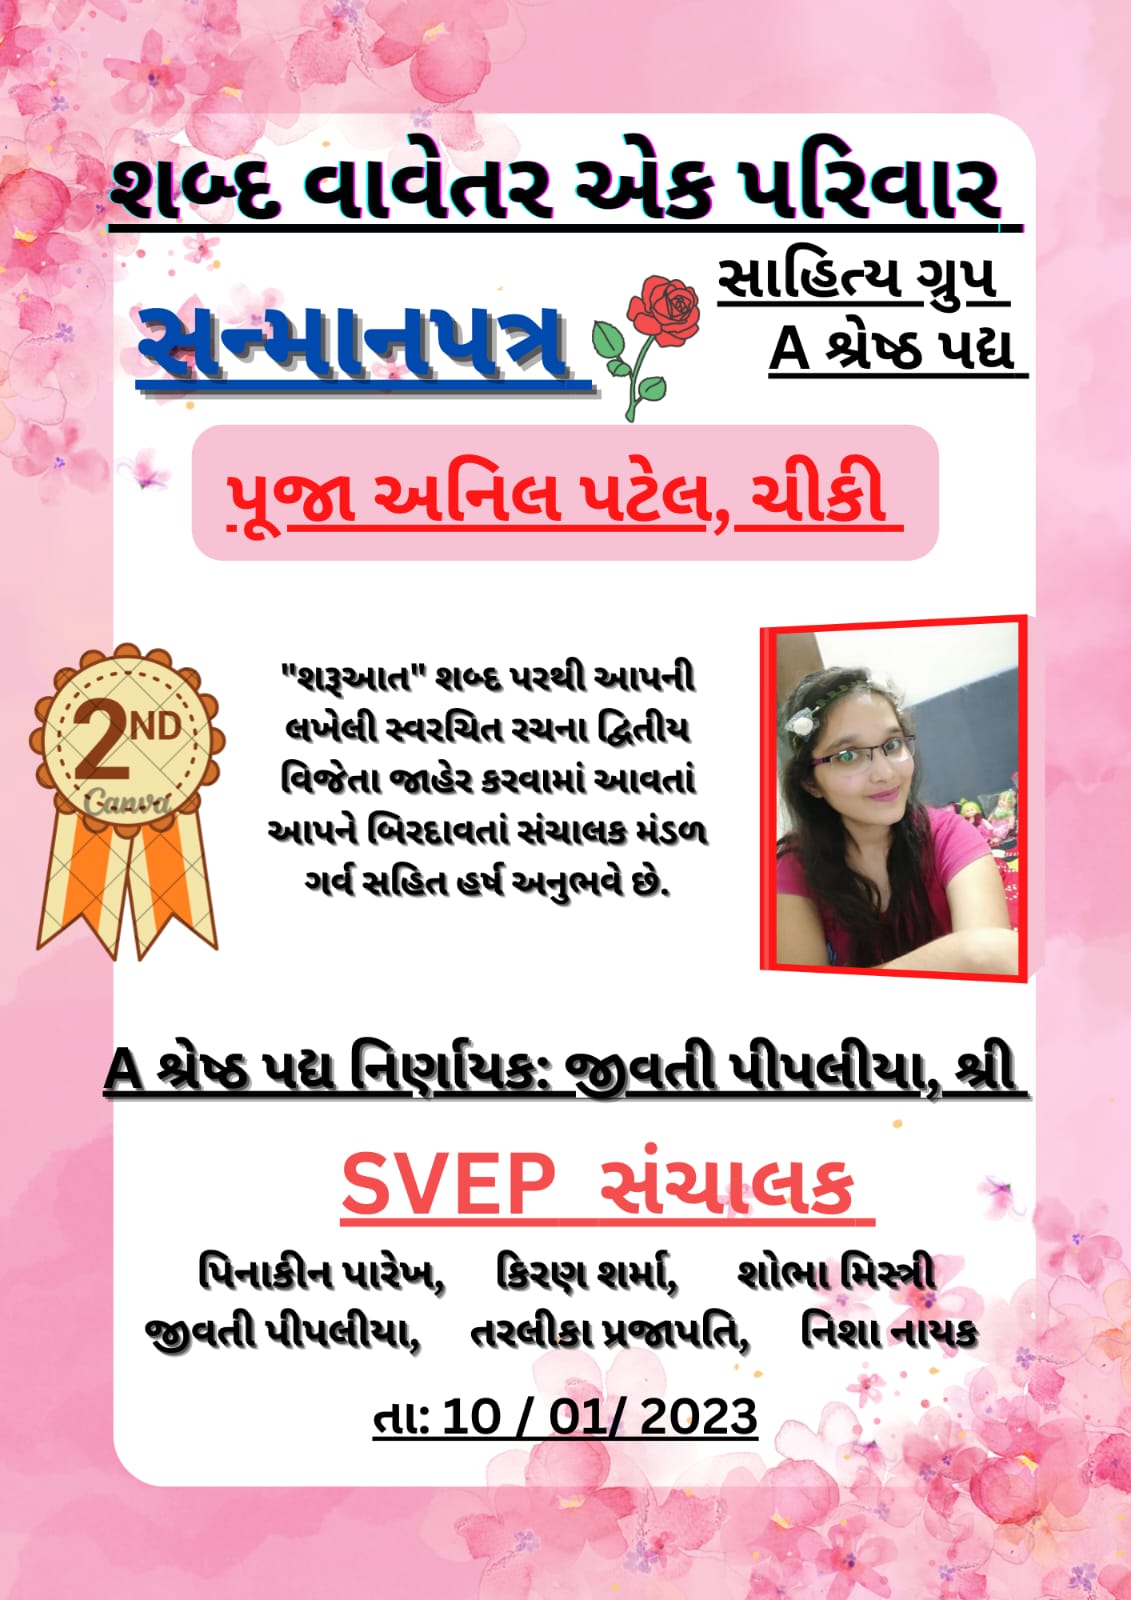 શબ્દ વાવેતર એક પરિવાર
સાહિત્ય ગ્રુપ
સન્માનપત્ર
A શ્રેષ્ઠ પદ્ય
પૂજા અનિલ પટેલ, ચીકી
2ND
Canva
"શરૂઆત" શબ્દ પરથી આપની
લખેલી સ્વરચિત રચના દ્વિતીય
વિજેતા જાહેર કરવામાં આવતાં
આપને બિરદાવતાં સંચાલક મંડળ
ગર્વ સહિત હર્ષ અનુભવે છે.
A શ્રેષ્ઠ પદ્ય નિર્ણાયક: જીવતી પીપલીયા, શ્રી
SVEP સંચાલક
પિનાકીન પારેખ, કિરણ શર્મા, શોભા મિસ્ત્રી
જીવતી પીપલીયા, તરલીકા પ્રજાપતિ, નિશા નાયક
તા: 10 / 01/ 2023